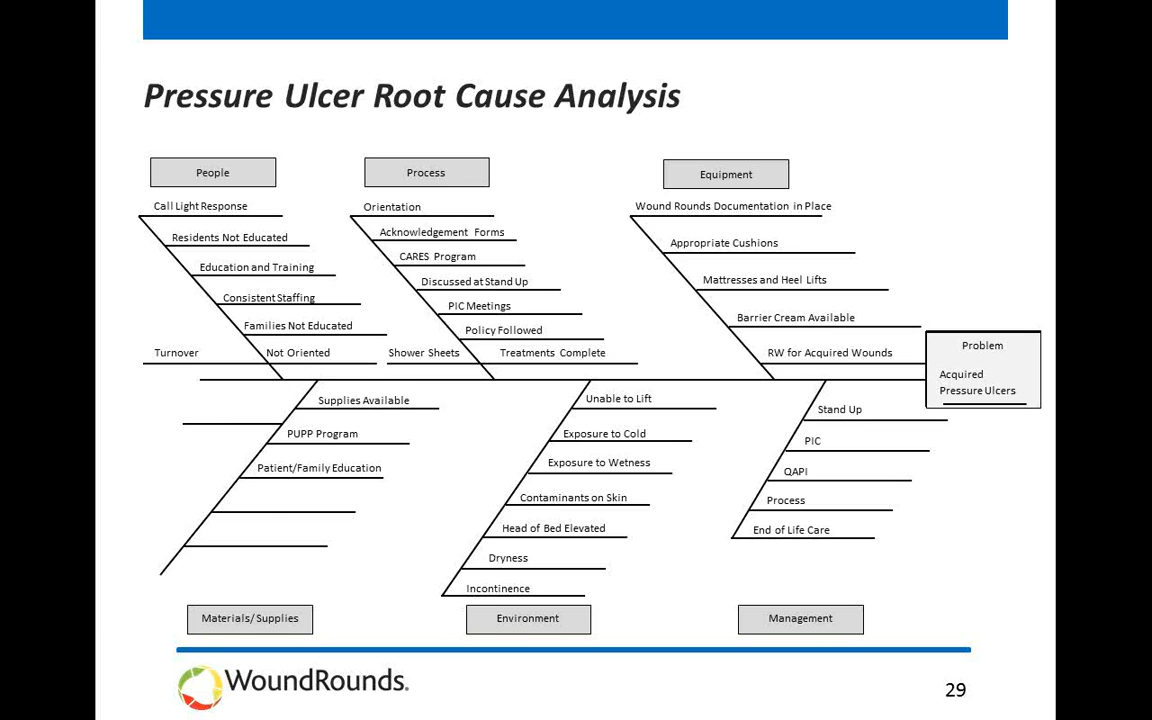 Pressure Ulcer Root Cause Analysis
People
Call Light Response
Residents Not Educated
Education and Training
Consistent Staffing
Families Not Educated
Turnover
Not Oriented
Process
Orientation
Acknowledgement Forms
CARES Program
Discussed at Stand Up
PIC Meetings
Policy Followed
Shower Sheets
Treatments Complete
Equipment
Wound Rounds Documentation in Place
Appropriate Cushions
Mattresses and Heel Lifts
Barrier Cream Available
RW for Acquired Wounds
Problem
Acquired
Pressure Ulcers
Supplies Available
PUPP Program
Patient/Family Education
Materials/Supplies
Unable to Lift
Exposure to Cold
Exposure to Wetness
Contaminants on Skin
Head of Bed Elevated
Dryness
Incontinence
Environment
Stand Up
PIC
QAPI
Process
End of Life Care
Management
WoundRounds.
29